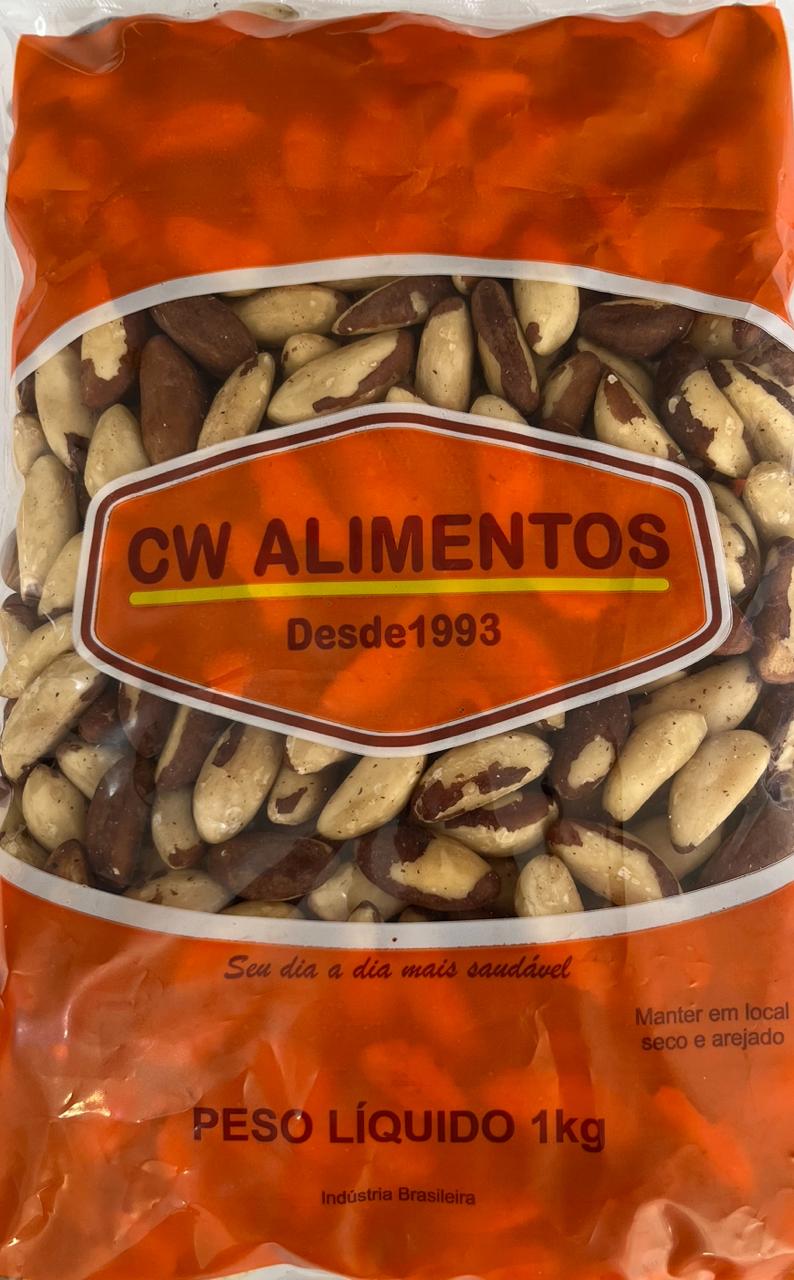 CW ALIMENTOS
Desde1993
Seu dia a dia mais saudável
Manter em local
seco e arejado
PESO LÍQUIDO 1kg
Indústria Brasileira